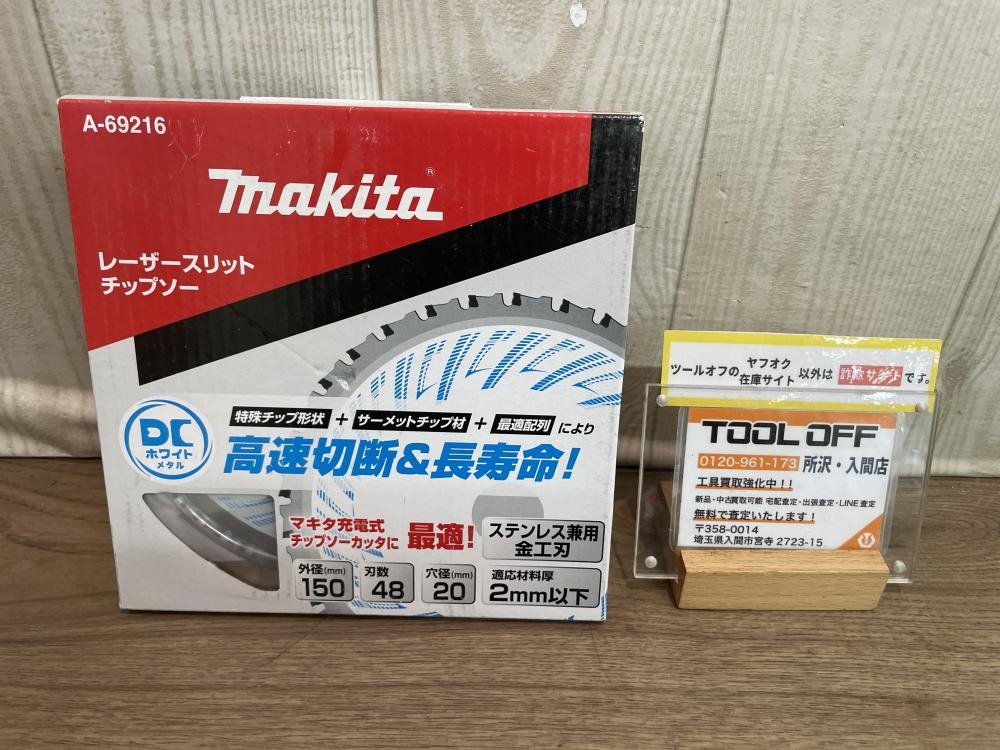 A-69216
makita®
レーザースリット
チップソー
DC
ホワイト
メタル
特殊チップ形状 + サーメットチップ材 + 最適配列 により
高速切断&長寿命!
マキタ充電式
チップソーカッタに 最適!
ステンレス兼用
金工刃
外径(mm)
150
刃数
48
穴径(mm)
20
適応材料厚
2mm以下
ツールオフの ヤフオク
在庫サイト 以外は 詐欺サイト です。
TOOL OFF
0120-961-173 所沢・入間店
工具買取強化中!!
新品・中古買取可能 宅配査定・出張査定・LINE査定
無料で査定いたします!
〒358-0014
埼玉県入間市宮寺 2723-15